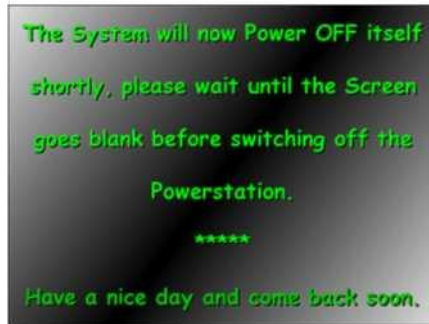 The System will now Power OFF itself
shortly, please wait until the Screen
goes blank before switching off the
Powerstation.
*****
Have a nice day and come back soon.